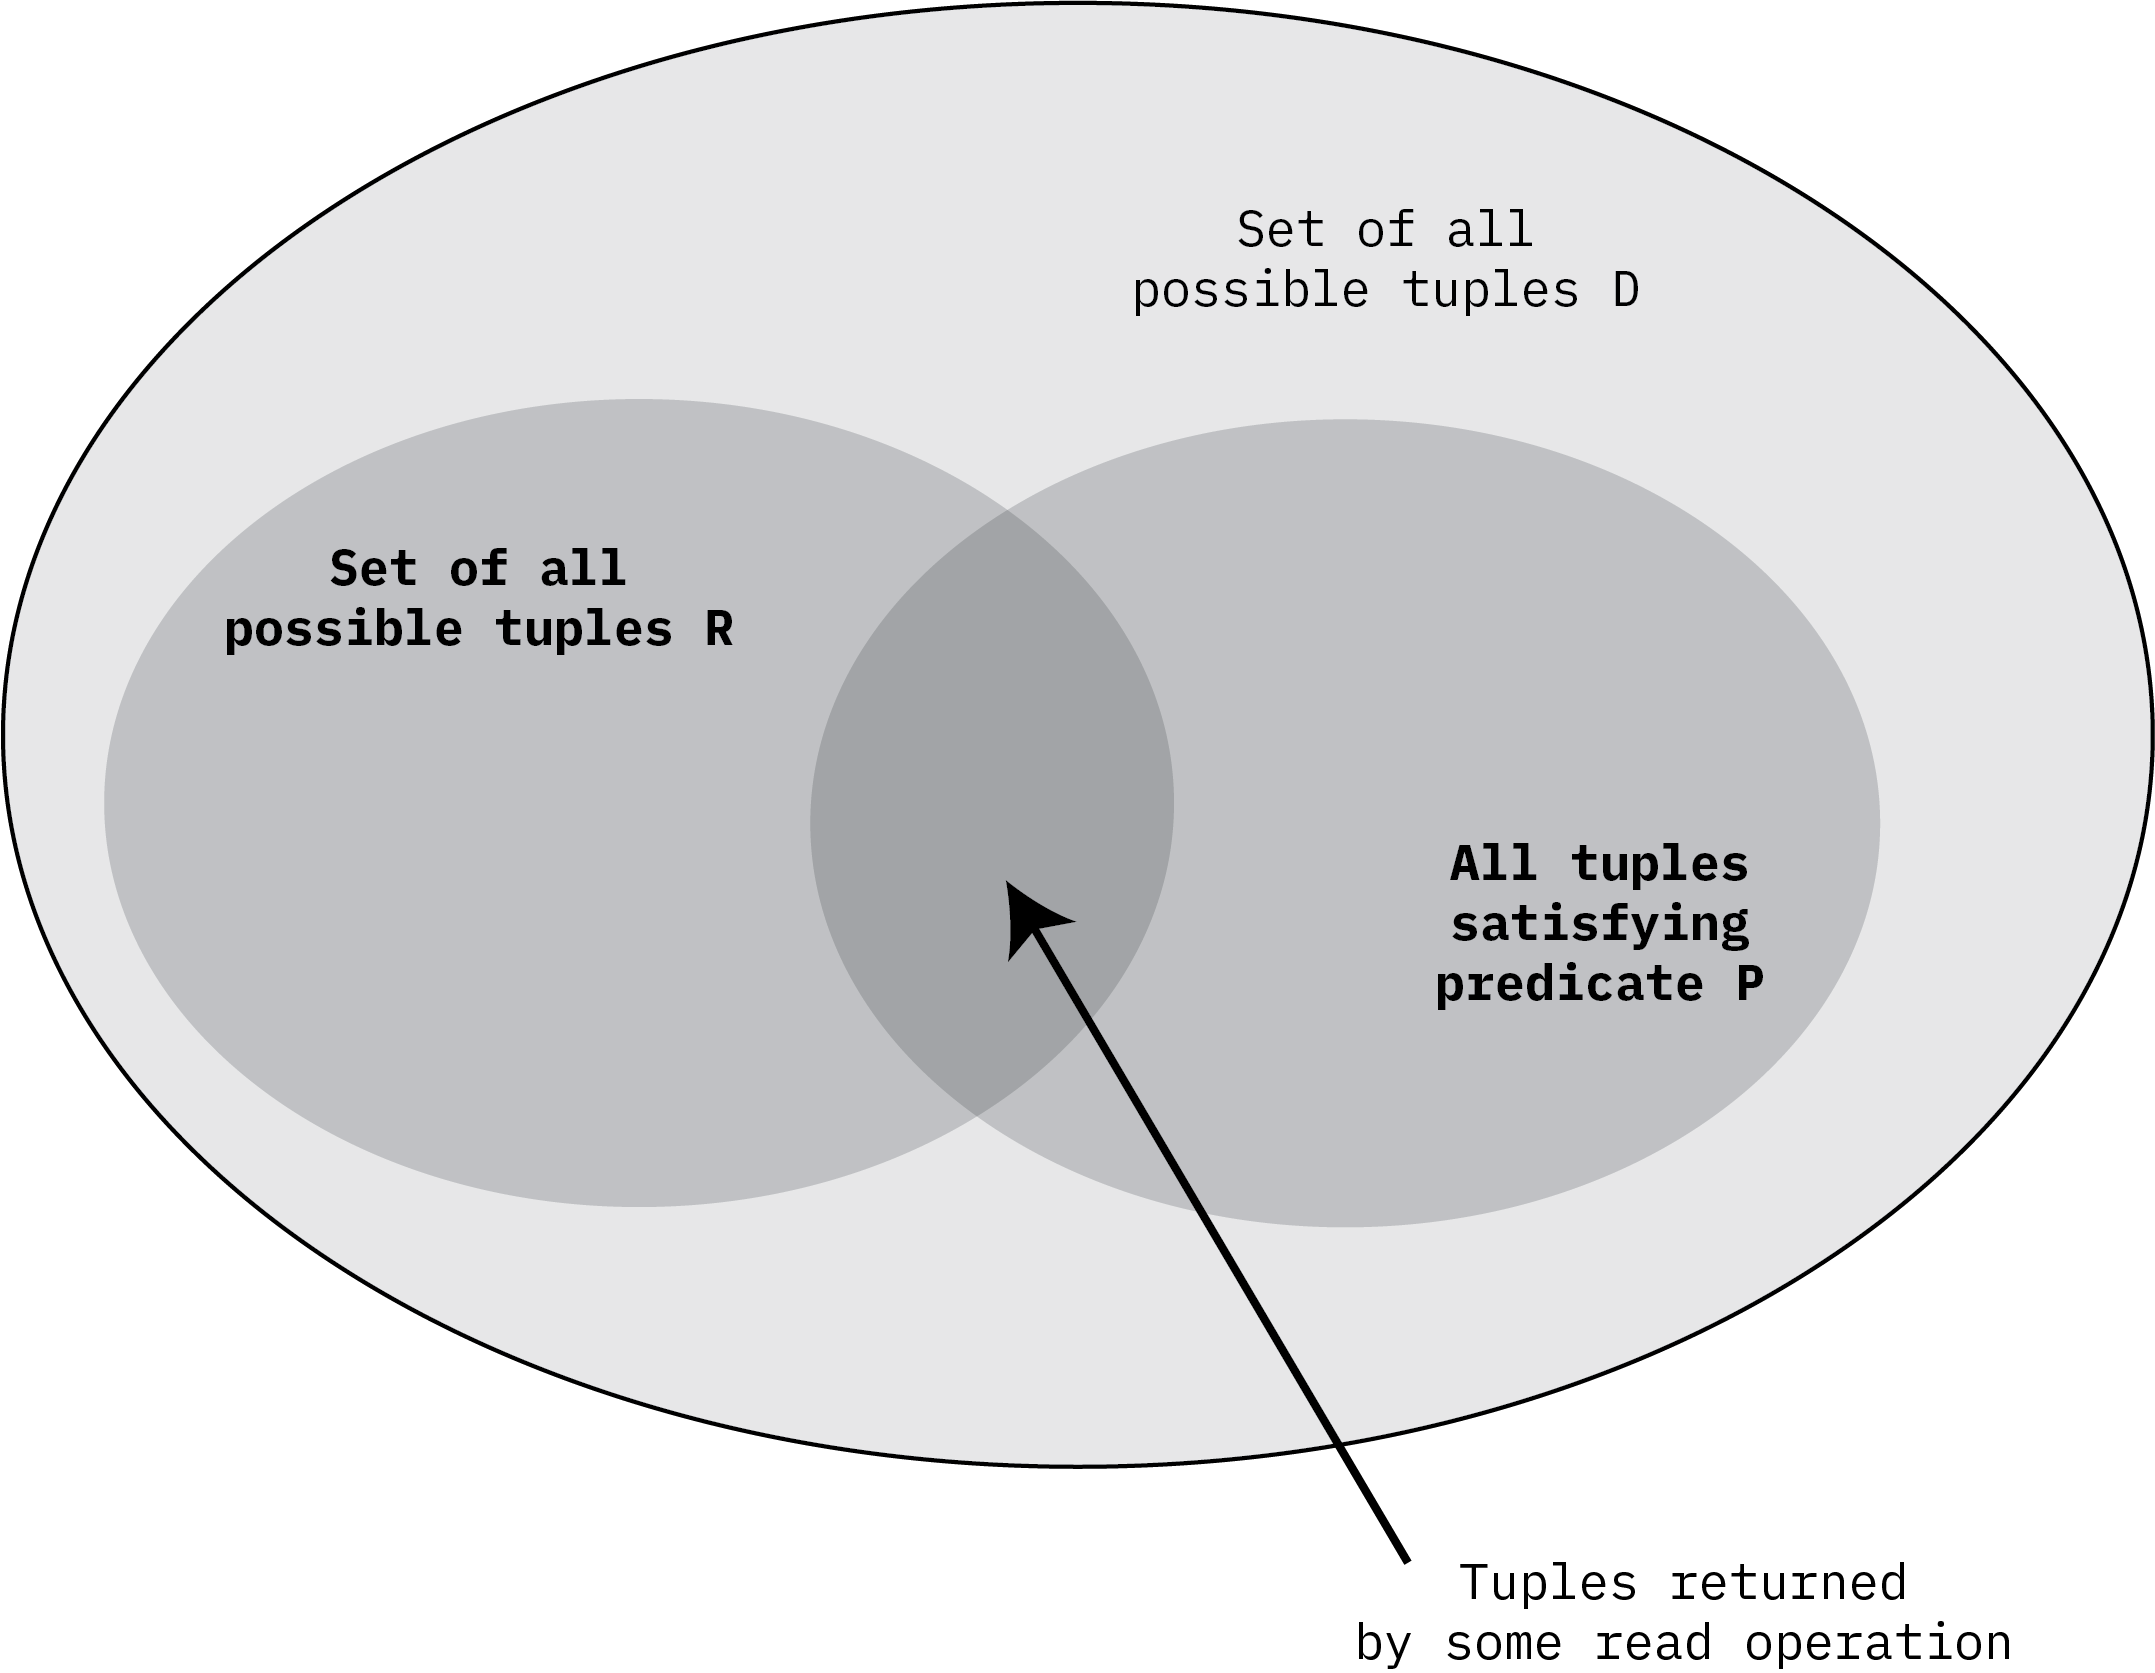 Set of all
possible tuples D
Set of all
possible tuples R
All tuples
satisfying
predicate P
Tuples returned
by some read operation